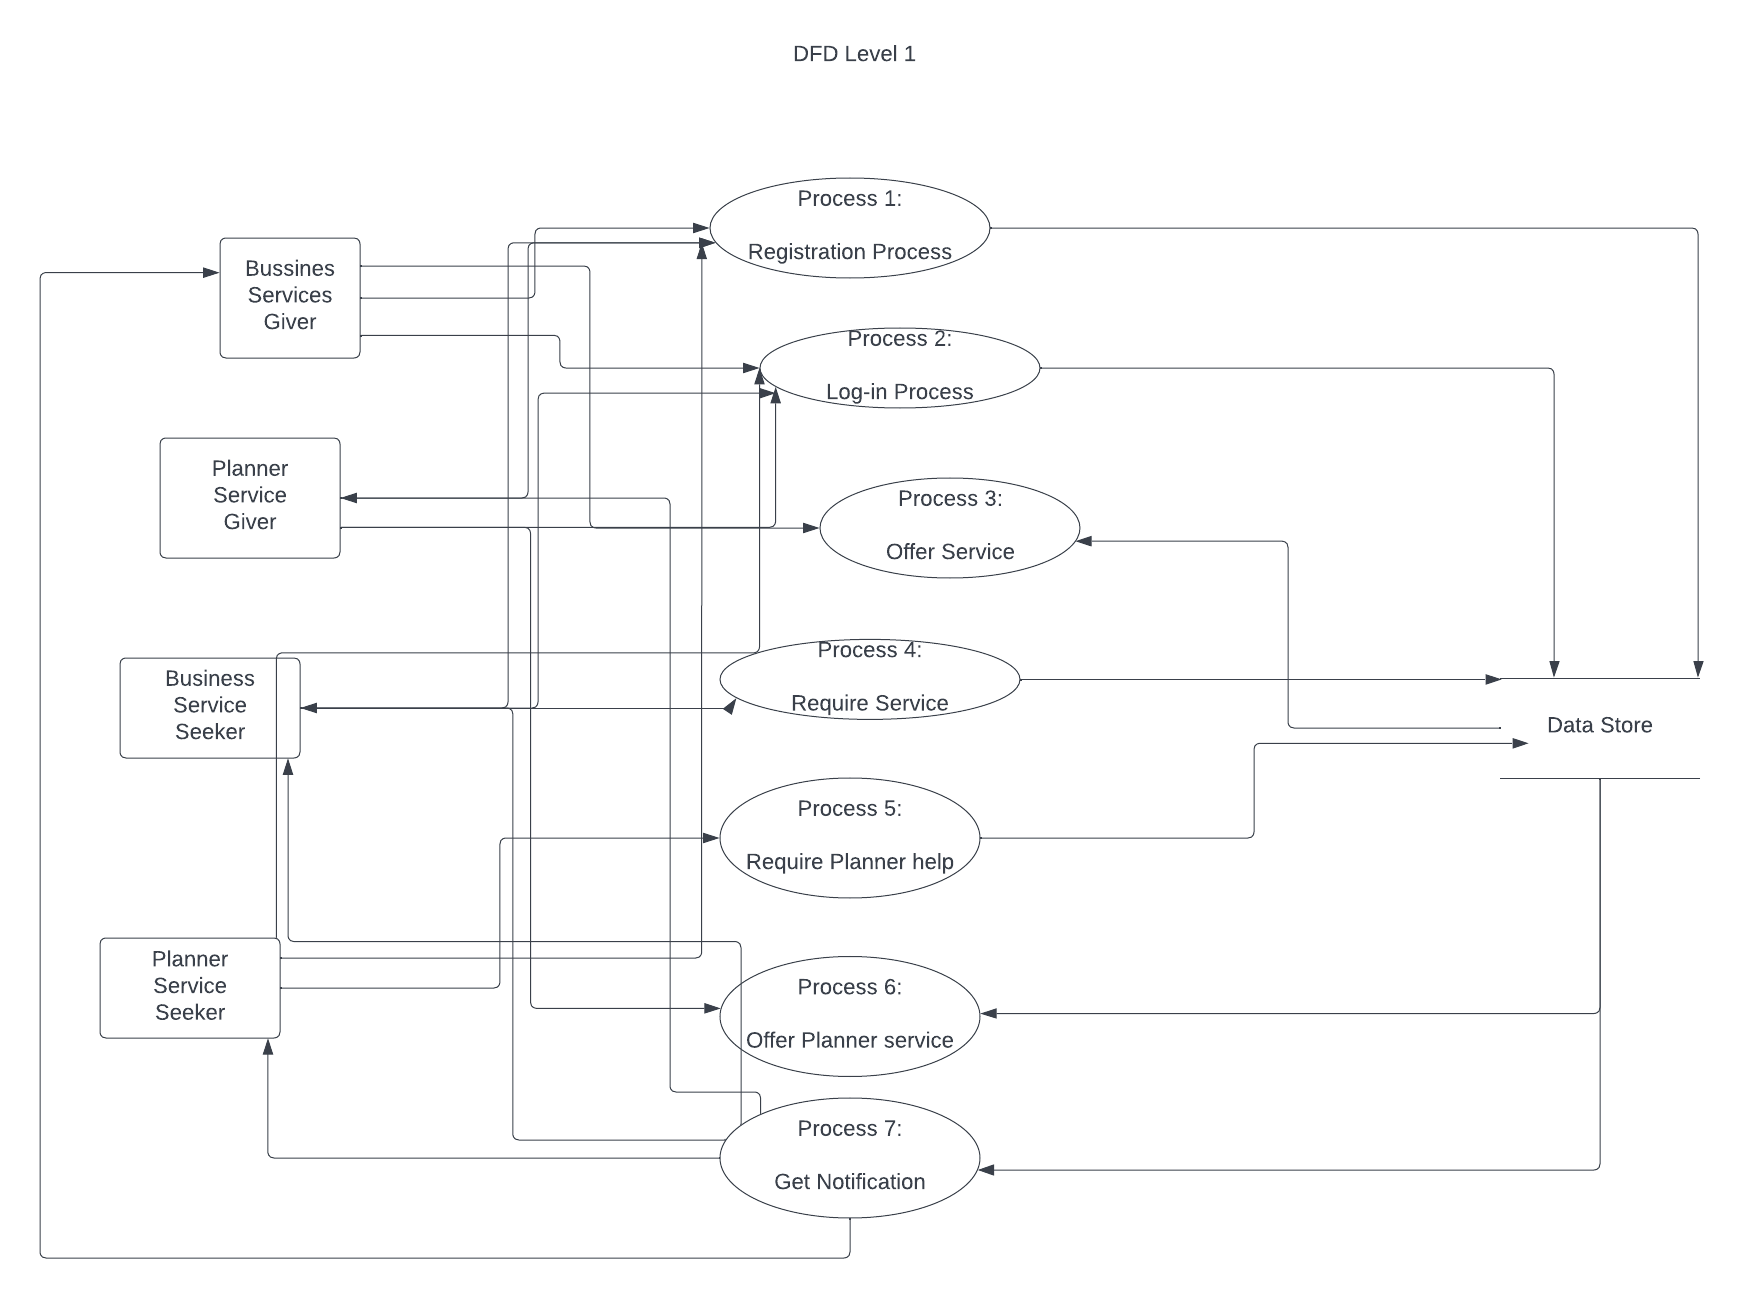 DFD Level 1
Process 1:
Registration Process
Bussines
Services
Giver
Process 2:
Log-in Process
Planner
Service
Giver
Process 3:
Offer Service
Process 4:
Require Service
Business
Service
Seeker
Data Store
Process 5:
Require Planner help
Planner
Service
Seeker
Process 6:
Offer Planner service
Process 7:
Get Notification